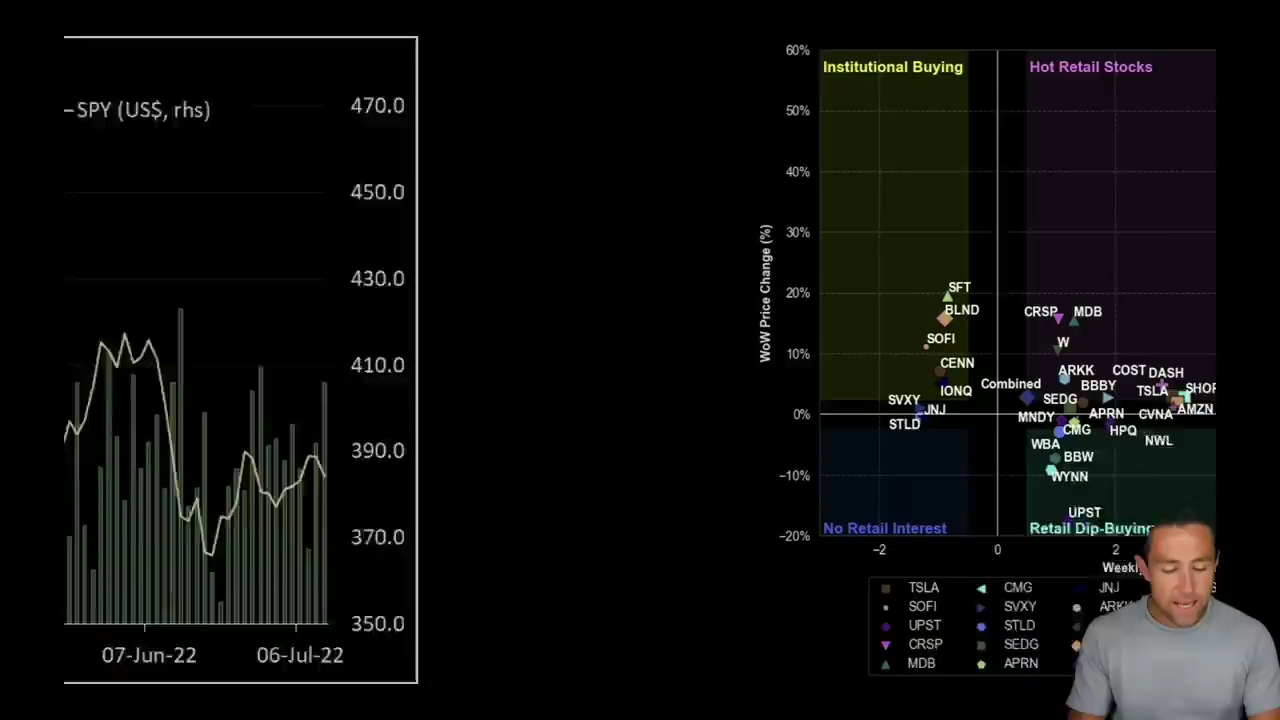 SPY (US$, rhs)
470.0
450.0
430.0
410.0
390.0
370.0
350.0
07-Jun-22
06-Jul-22
60%
50%
40%
30%
20%
10%
0%
−10%
−20%
WoW Price Change (%)
Institutional Buying
Hot Retail Stocks
SFT
BLND
CRSP
MDB
SOFI
W
CENN
ARKK
COST
DASH
IONQ
Combined
BBBY
TSLA
SHOP
SVXY
JNJ
SEDG
AMZN
STLD
MNDY
APRN
CVNA
CMG
HPQ
NWL
WBA
BBW
WYNN
UPST
No Retail Interest
Retail Dip-Buying
−2
0
2
TSLA
CMG
JNJ
SOFI
SVXY
UPST
STLD
CRSP
SEDG
MDB
APRN